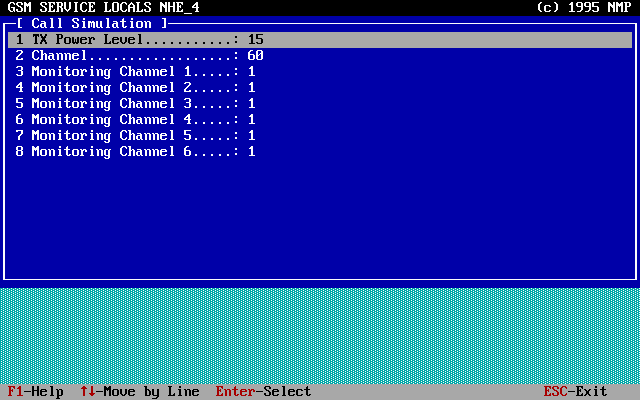 GSM SERVICE LOCALS NHE_4 (c) 1995 NMP
[ Call Simulation ]
1 TX Power Level...........: 15
2 Channel..................: 60
3 Monitoring Channel 1.....: 1
4 Monitoring Channel 2.....: 1
5 Monitoring Channel 3.....: 1
6 Monitoring Channel 4.....: 1
7 Monitoring Channel 5.....: 1
8 Monitoring Channel 6.....: 1
F1-Help ↑↓-Move by Line Enter-Select ESC-Exit